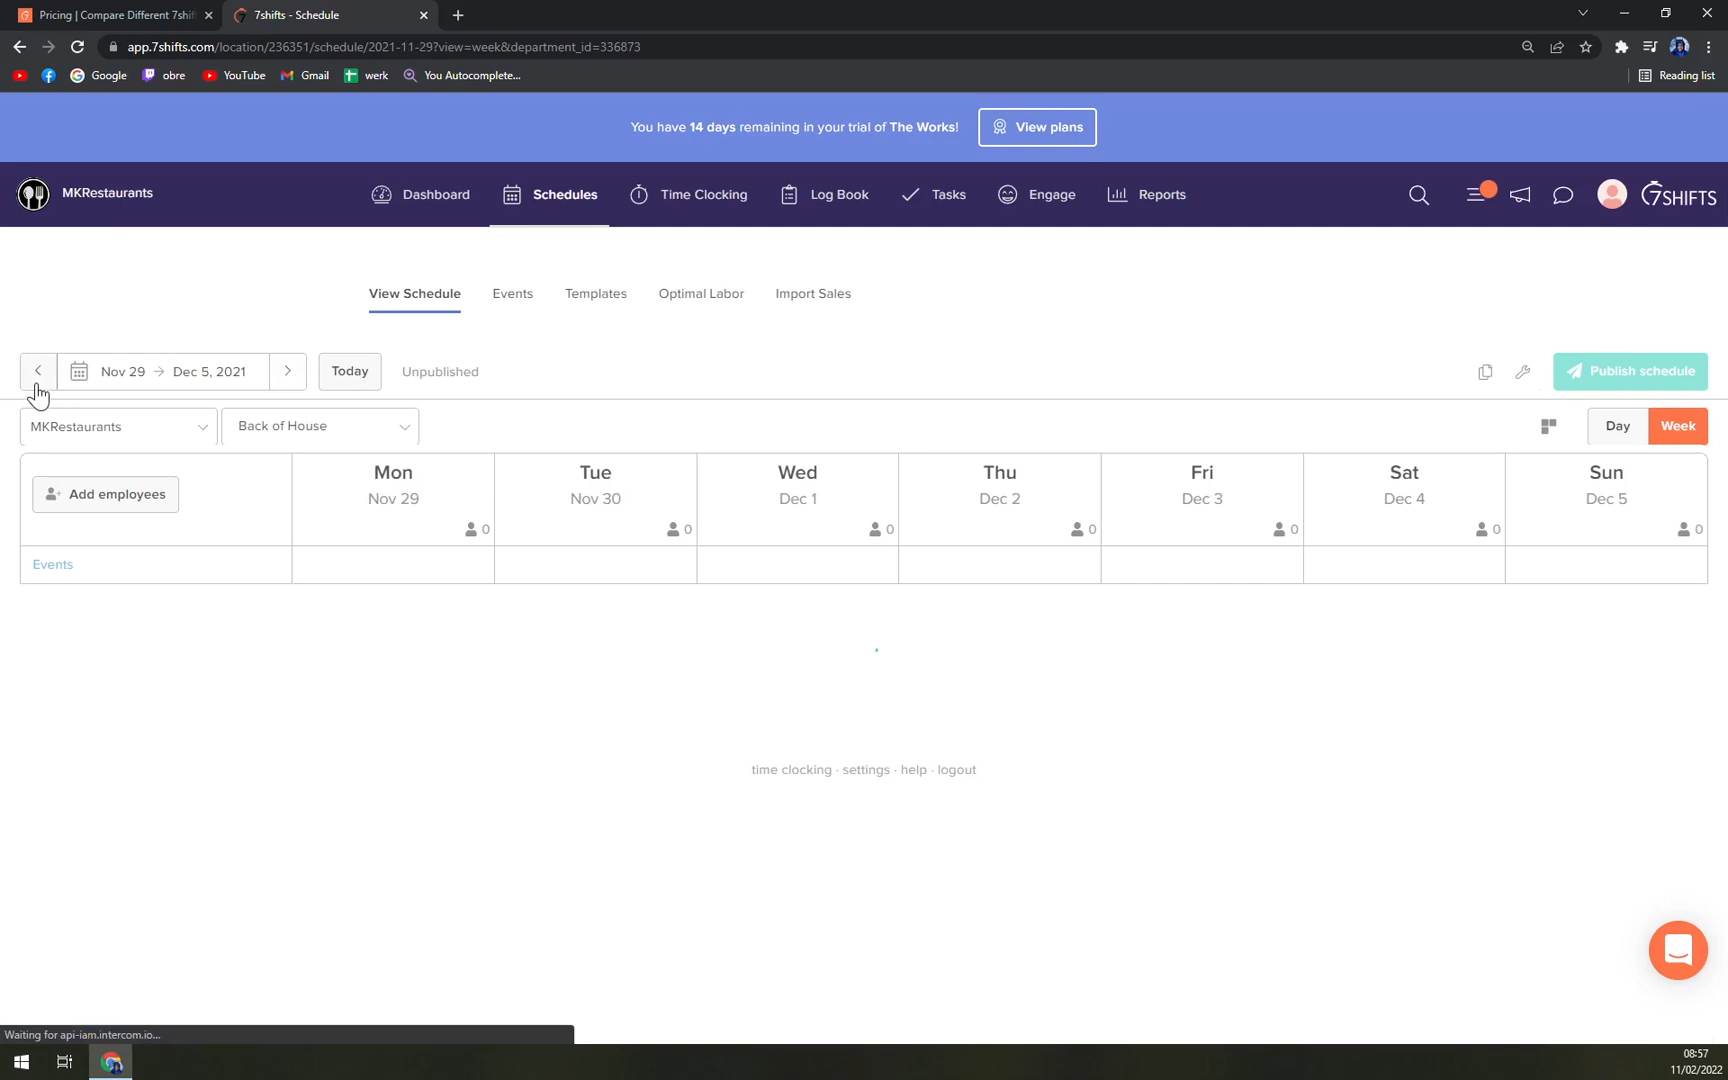 Pricing | Compare Different 7shif
7shifts - Schedule
app.7shifts.com/location/236351/schedule/2021-11-29?view=week&department_id=336873
Google
obre
YouTube
Gmail
werk
You Autocomplete...
Reading list
You have 14 days remaining in your trial of The Works!
View plans
MKRestaurants
Dashboard
Schedules
Time Clocking
Log Book
Tasks
Engage
Reports
7SHIFTS
View Schedule
Events
Templates
Optimal Labor
Import Sales
Nov 29 → Dec 5, 2021
Today
Unpublished
Publish schedule
MKRestaurants
Back of House
Day
Week
Add employees
Mon
Tue
Wed
Thu
Fri
Sat
Sun
Nov 29
Nov 30
Dec 1
Dec 2
Dec 3
Dec 4
Dec 5
0
0
0
0
0
0
0
Events
time clocking · settings · help · logout
Waiting for api-iam.intercom.io...
08:57
11/02/2022